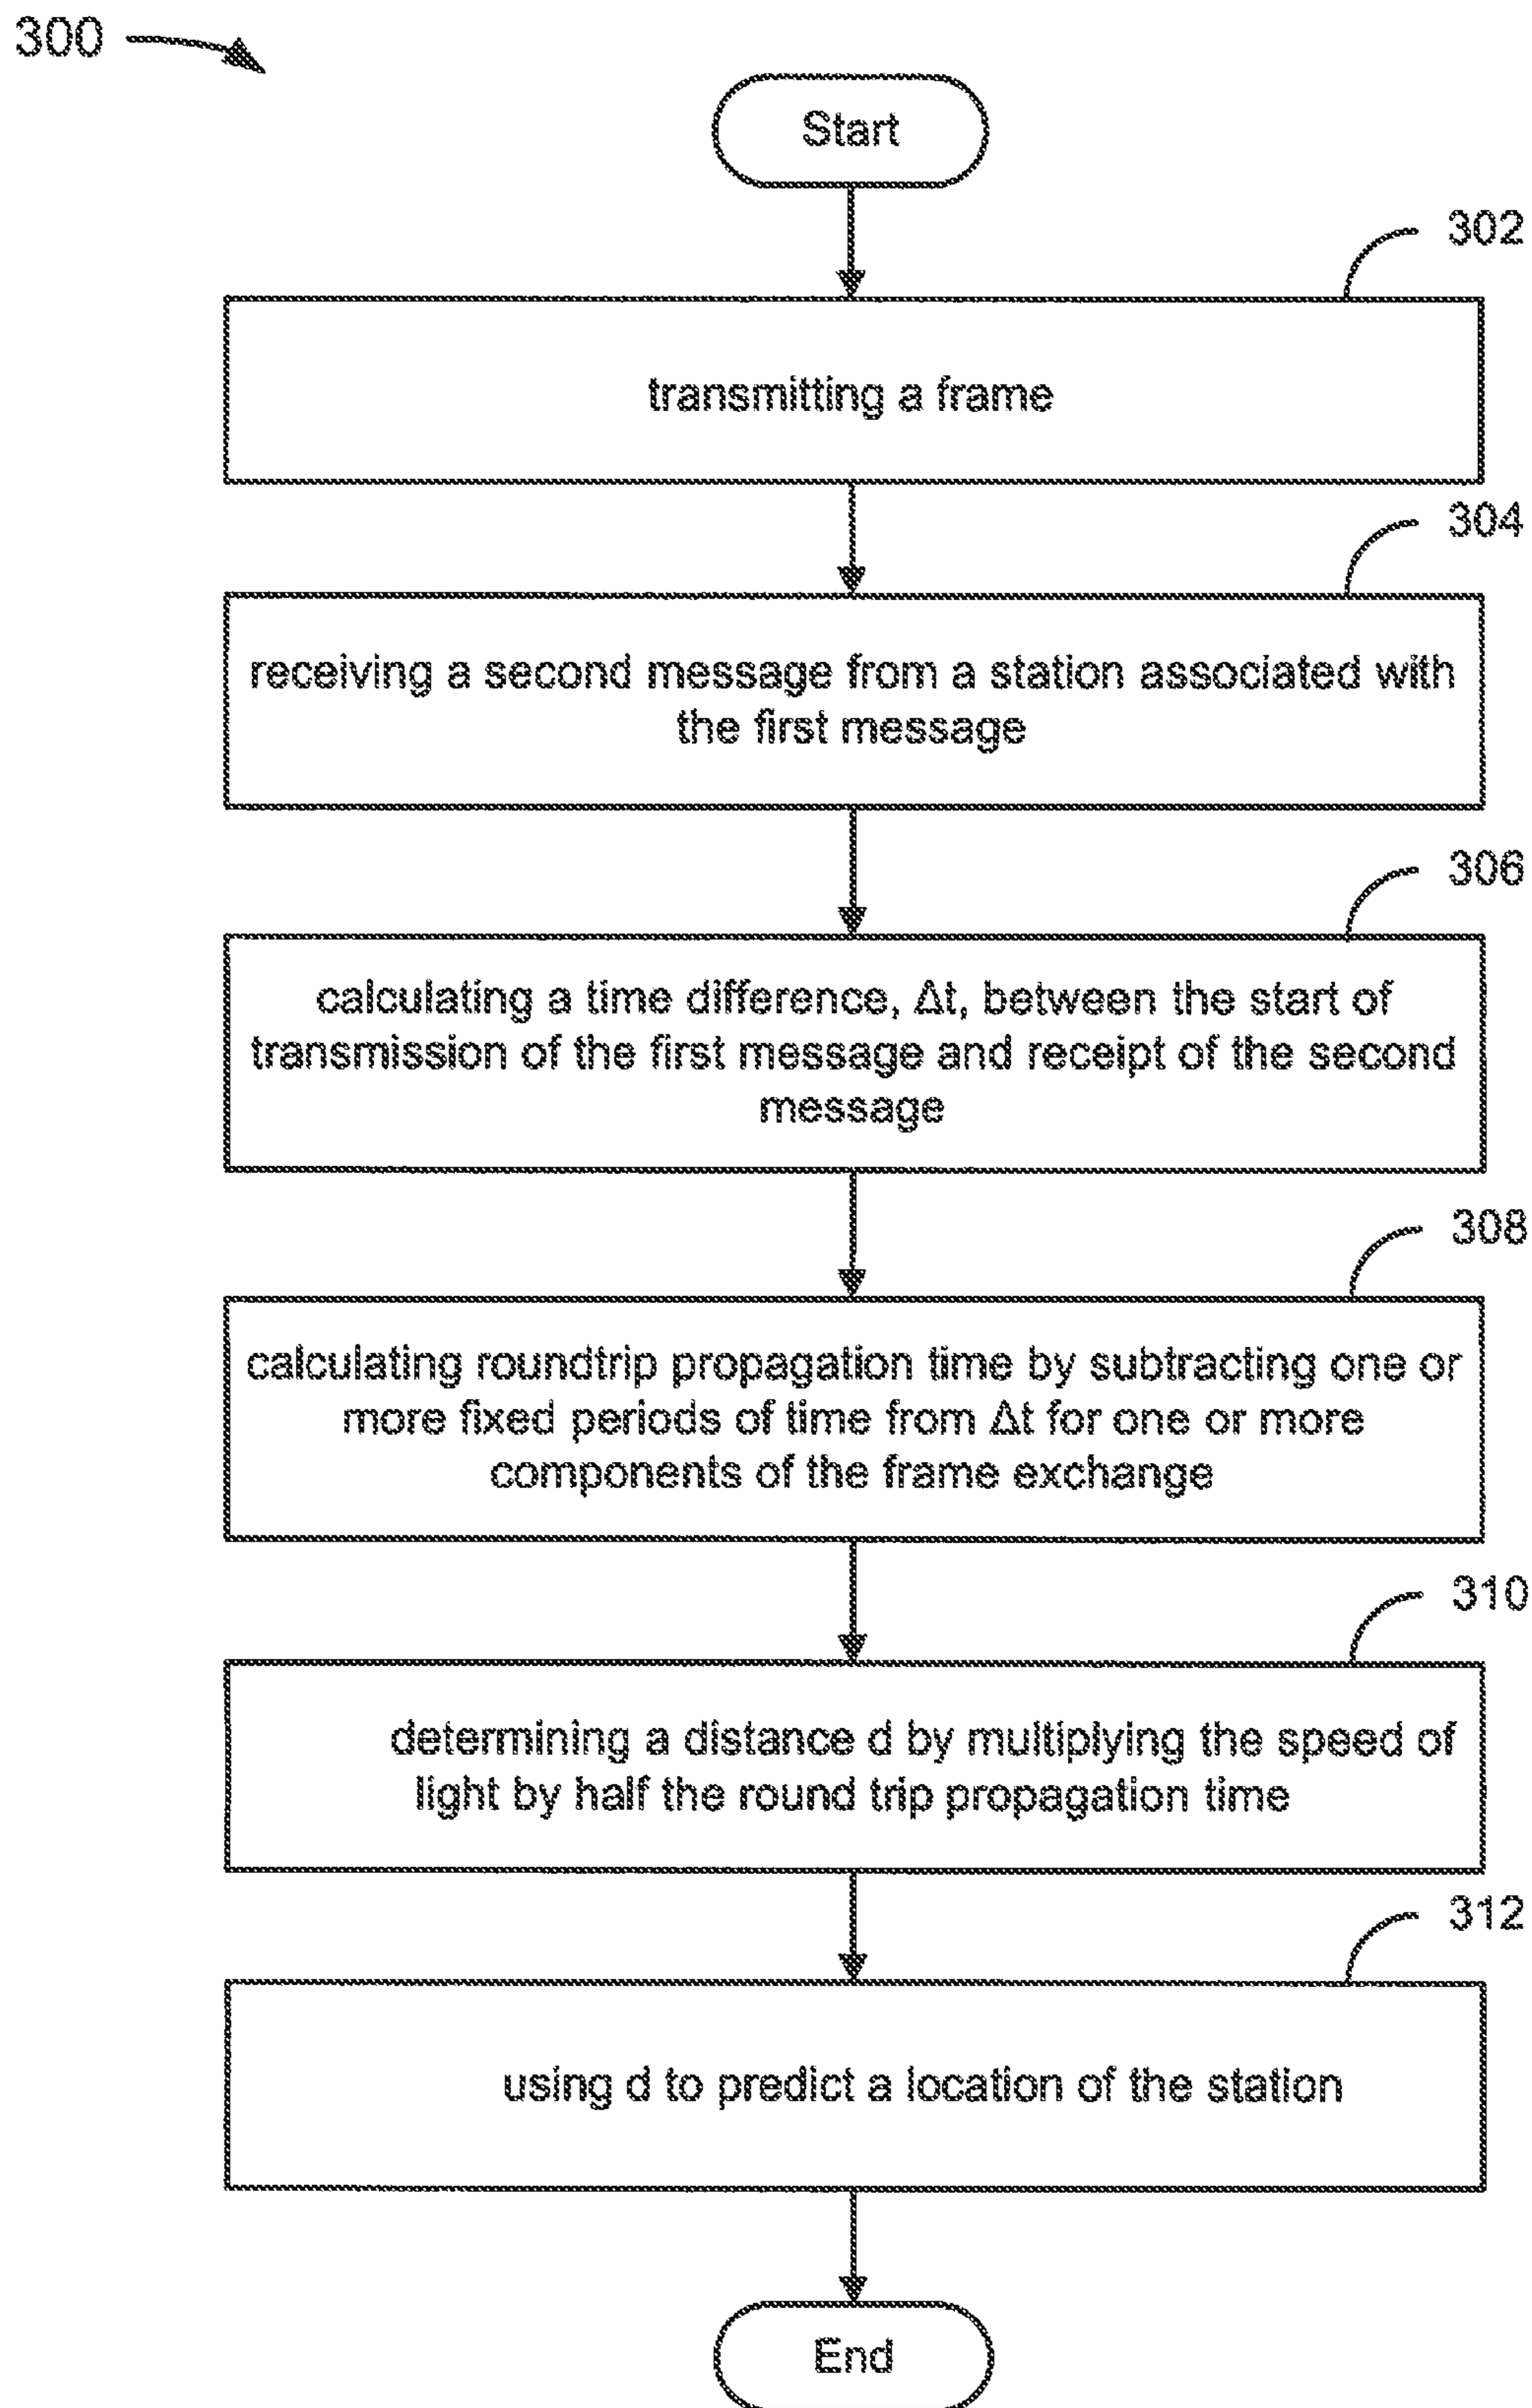 300
Start
302
transmitting a frame
304
receiving a second message from a station associated with
the first message
306
calculating a time difference, Δt, between the start of
transmission of the first message and receipt of the second
message
308
calculating roundtrip propagation time by subtracting one or
more fixed periods of time from Δt for one or more
components of the frame exchange
310
determining a distance d by multiplying the speed of
light by half the round trip propagation time
312
using d to predict a location of the station
End